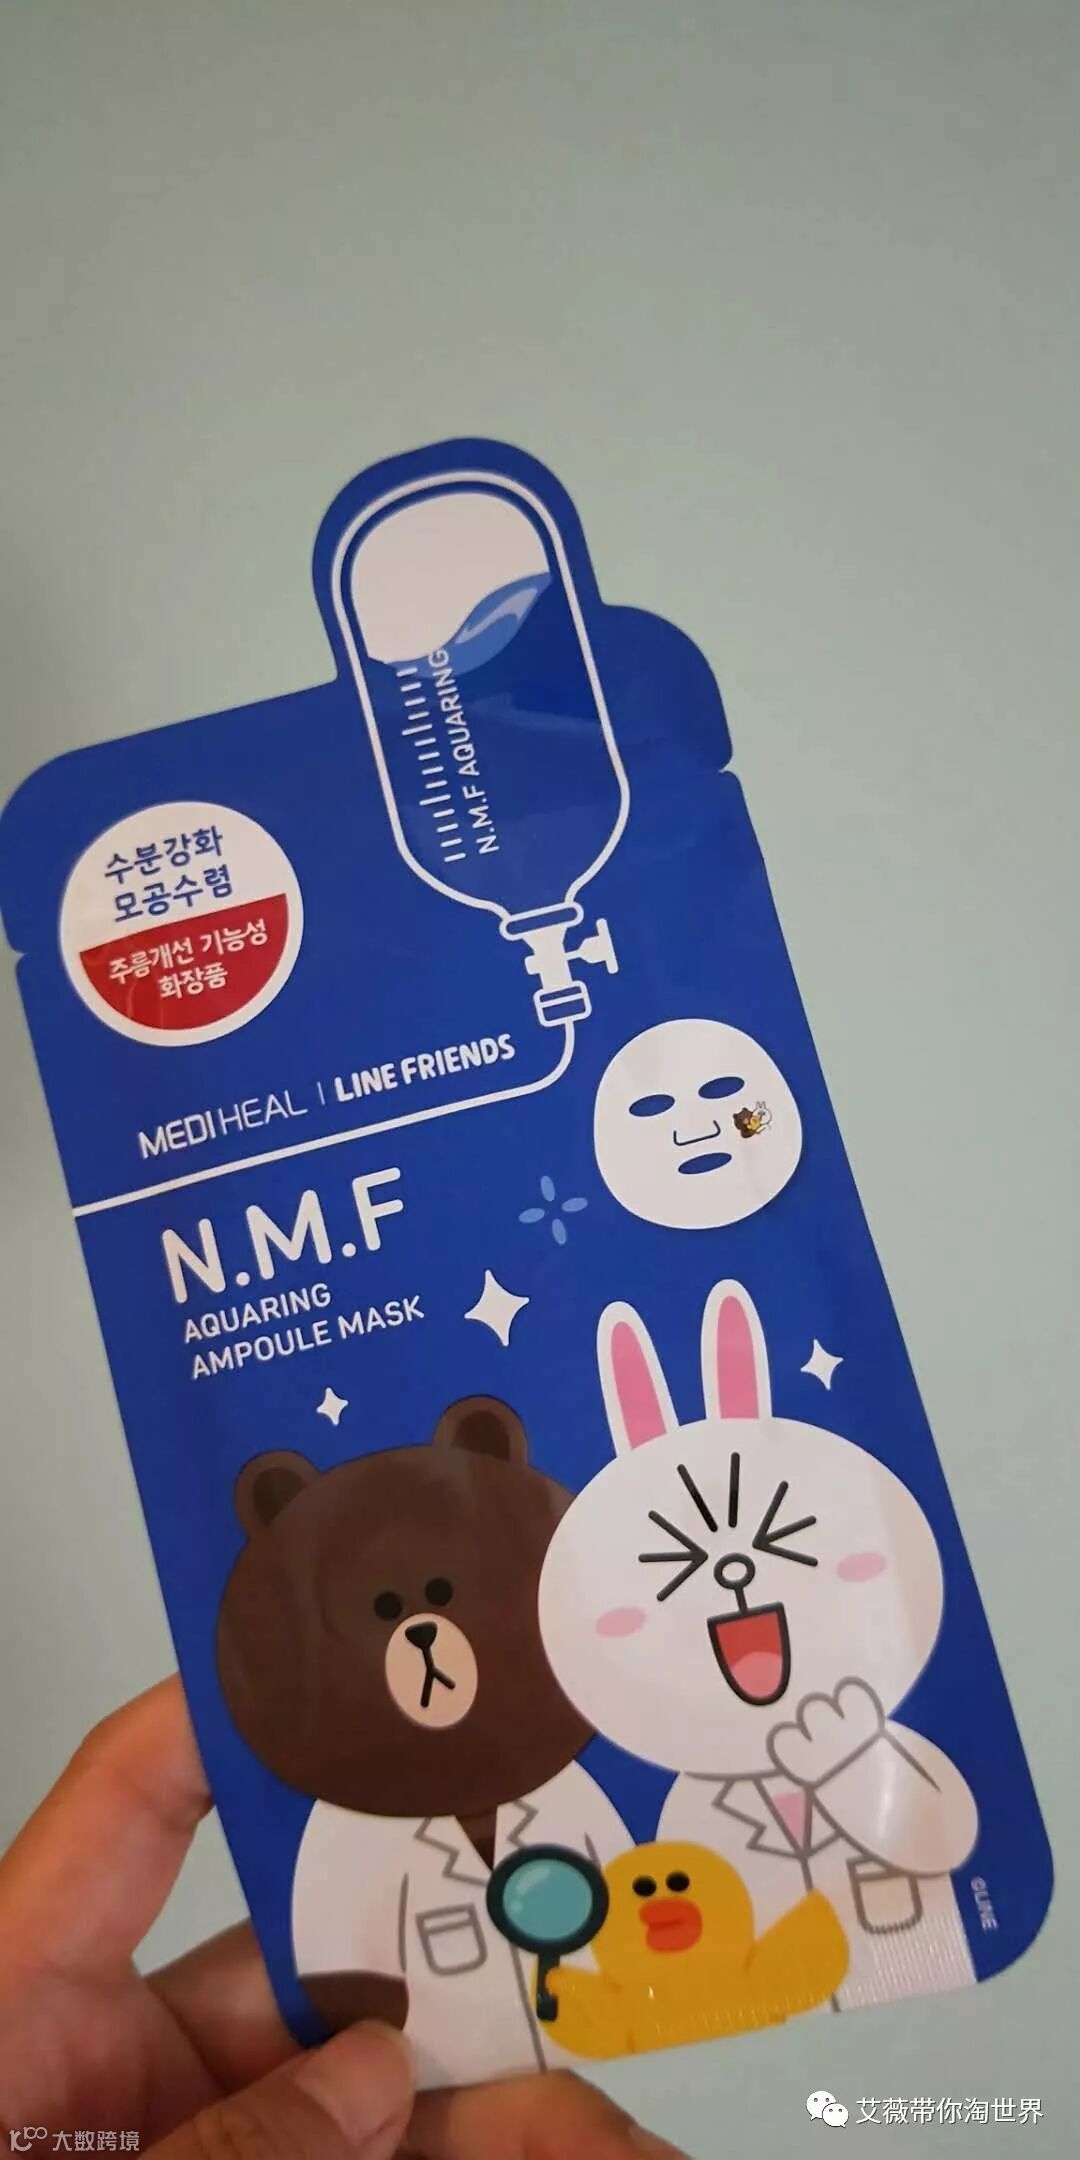 N.M.F AQUARING
수분강화
모공수렴
주름개선 기능성
화장품
MEDIHEAL | LINE FRIENDS
N.M.F
AQUARING
AMPOULE MASK
©LINE
艾薇带你淘世界
大数跨境